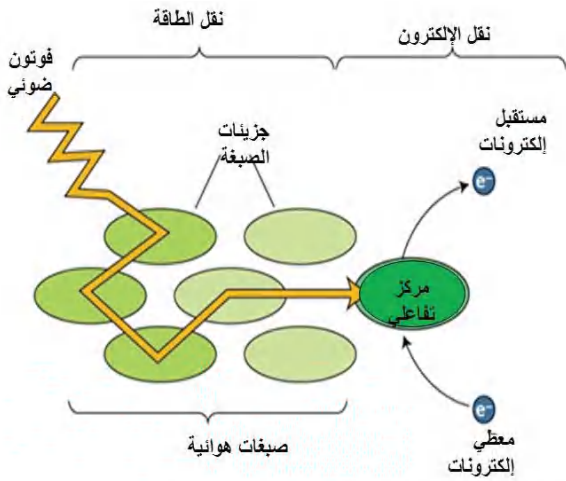 نقل الطاقة
نقل الإلكترون
فوتون
ضوئي
جزيئات
الصبغة
مستقبل
إلكترونات
e⁻
مركز
تفاعلي
e⁻
معطي
إلكترونات
صبغات هوائية